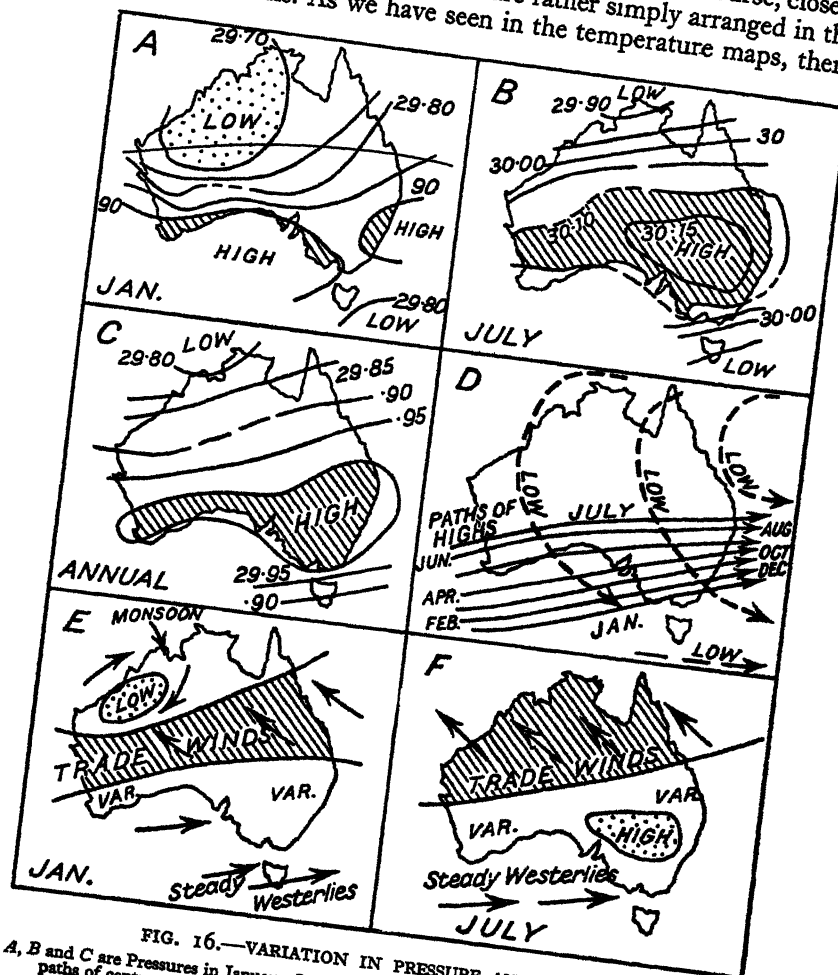 rather simply arranged in th
As we have seen in the temperature maps, ther
A
29·70
LOW
29·80
90
90
HIGH
HIGH
JAN.
29·80
LOW
B
LOW
29·90
30
30·00
30·10
30·15
HIGH
30·00
JULY
LOW
C
LOW
29·80
29·85
·90
·95
HIGH
ANNUAL
29·95
·90
D
LOW
LOW
LOW
PATHS OF
HIGHS
JULY
JUN.
AUG
OCT
DEC
APR.
FEB.
JAN.
LOW
E
MONSOON
LOW
TRADE WINDS
VAR.
VAR.
JAN.
Steady Westerlies
F
TRADE WINDS
VAR.
VAR.
HIGH
Steady Westerlies
JULY
FIG. 16.—VARIATION IN PRESSURE
A, B and C are Pressures in
paths of